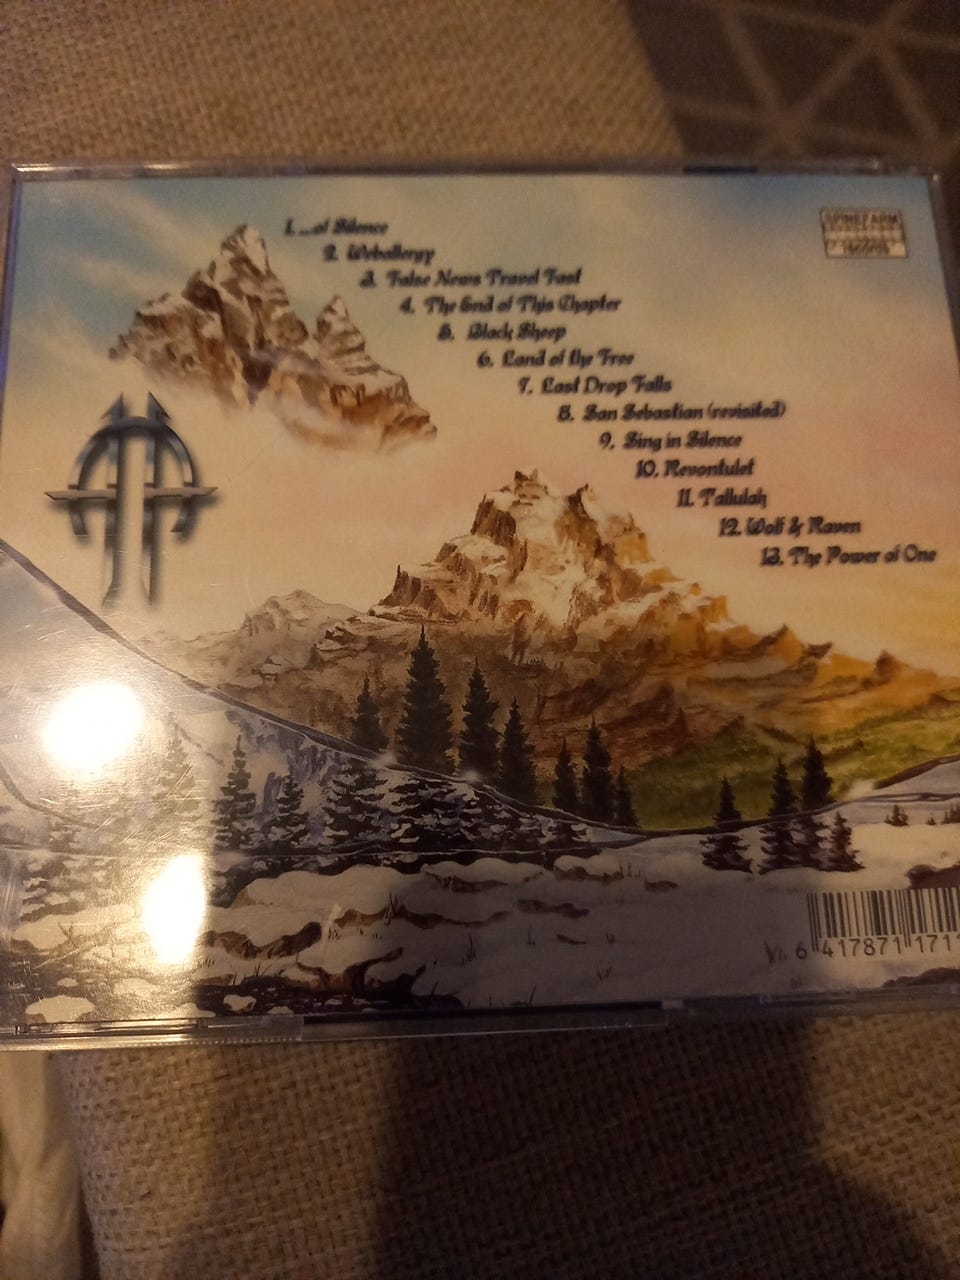 1. ...of Silence
2. Weballergy
3. False News Travel Fast
4. The End of This Chapter
5. Black Sheep
6. Land of the Free
7. Last Drop Falls
8. San Sebastian (revisited)
9. Sing in Silence
10. Revontulet
11. Tallulah
12. Wolf & Raven
13. The Power of One
SPINEFARM
6 417871 171